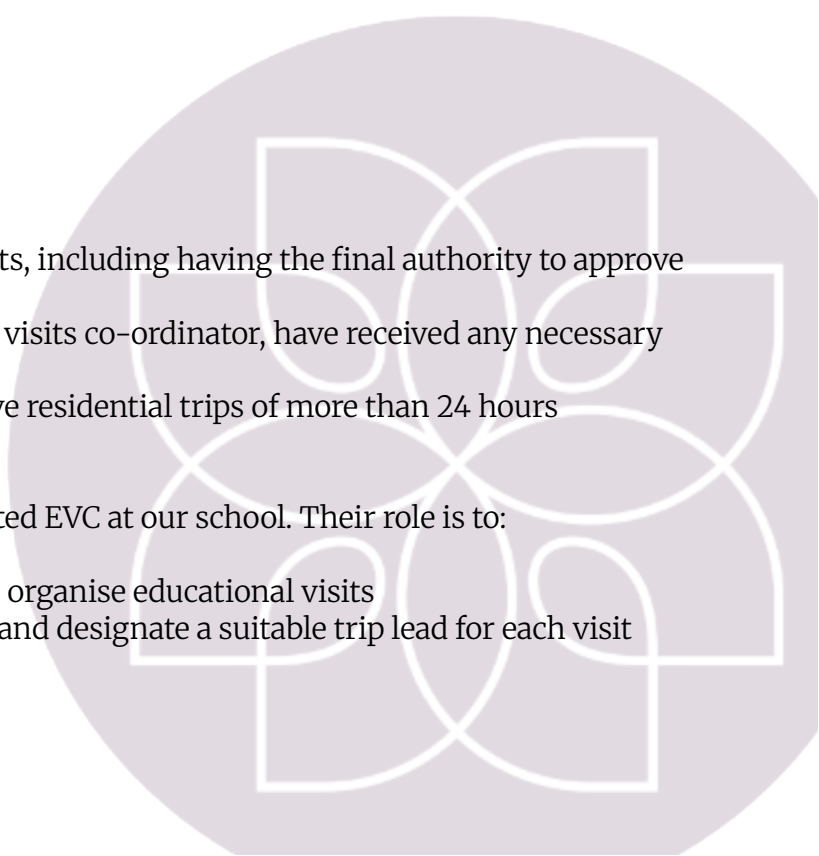 ts, including having the final authority to approve
visits co-ordinator, have received any necessary
ve residential trips of more than 24 hours
ted EVC at our school. Their role is to:
organise educational visits
and designate a suitable trip lead for each visit